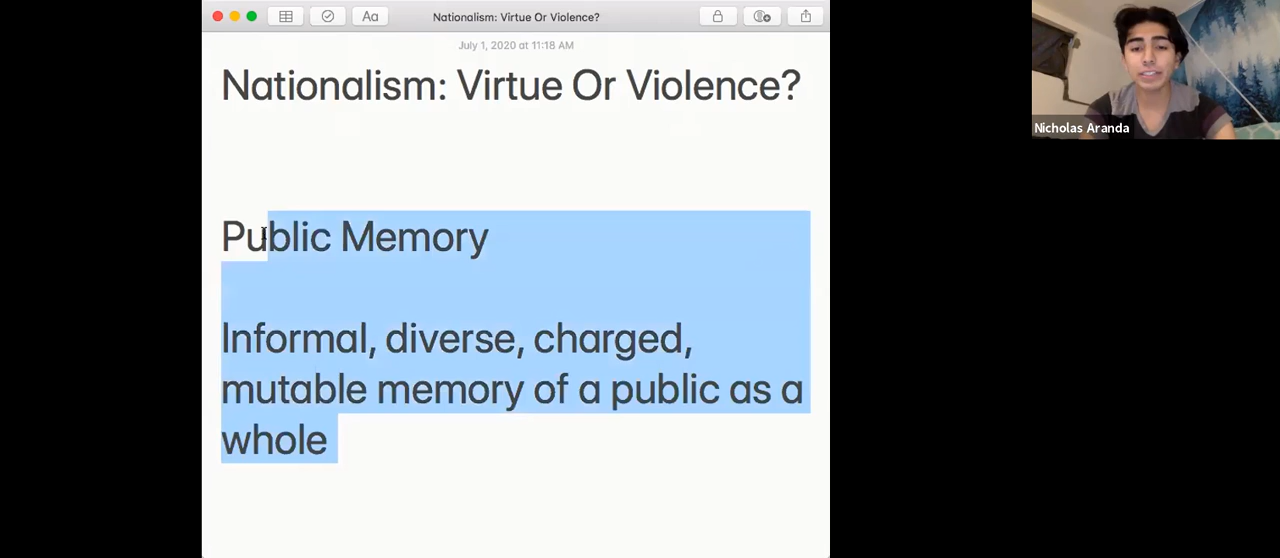 Aa
Nationalism: Virtue Or Violence?
July 1, 2020 at 11:18 AM
Nationalism: Virtue Or Violence?
Nicholas Aranda
Public Memory
Informal, diverse, charged,
mutable memory of a public as a
whole